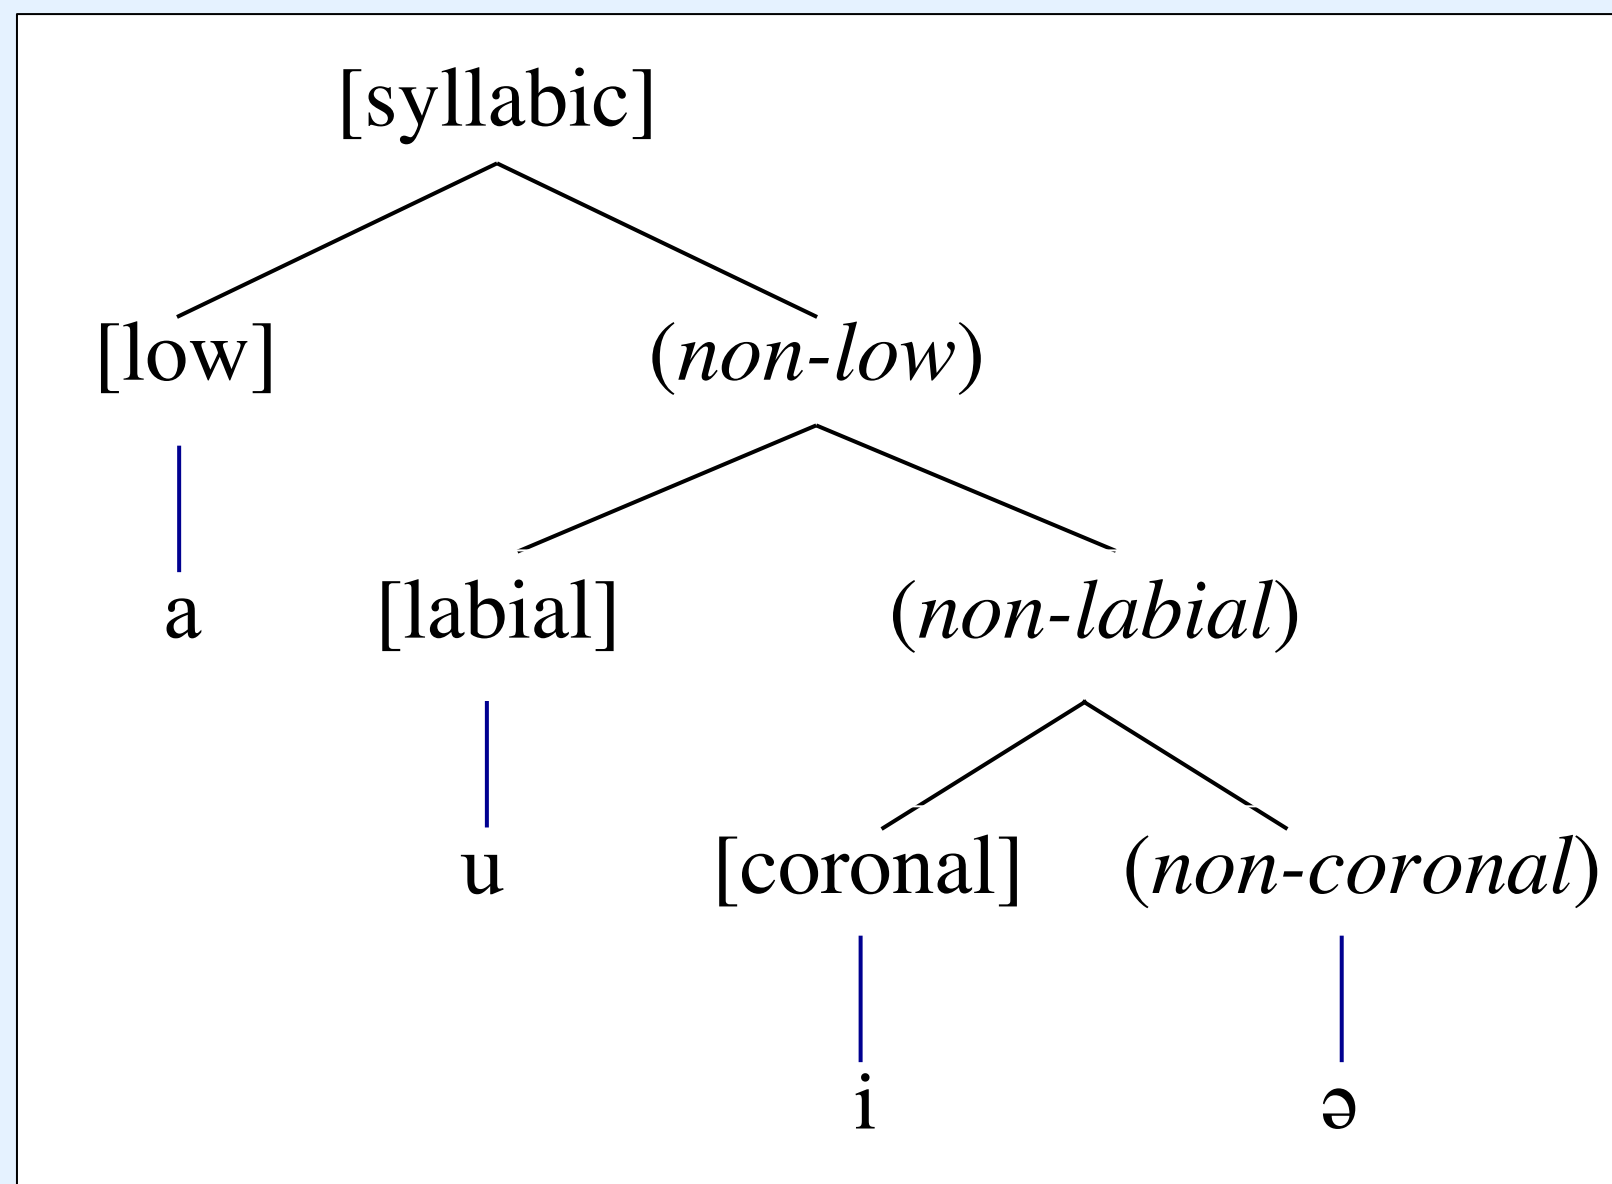 [syllabic]
[low] (non-low)
a [labial] (non-labial)
u [coronal] (non-coronal)
i ə